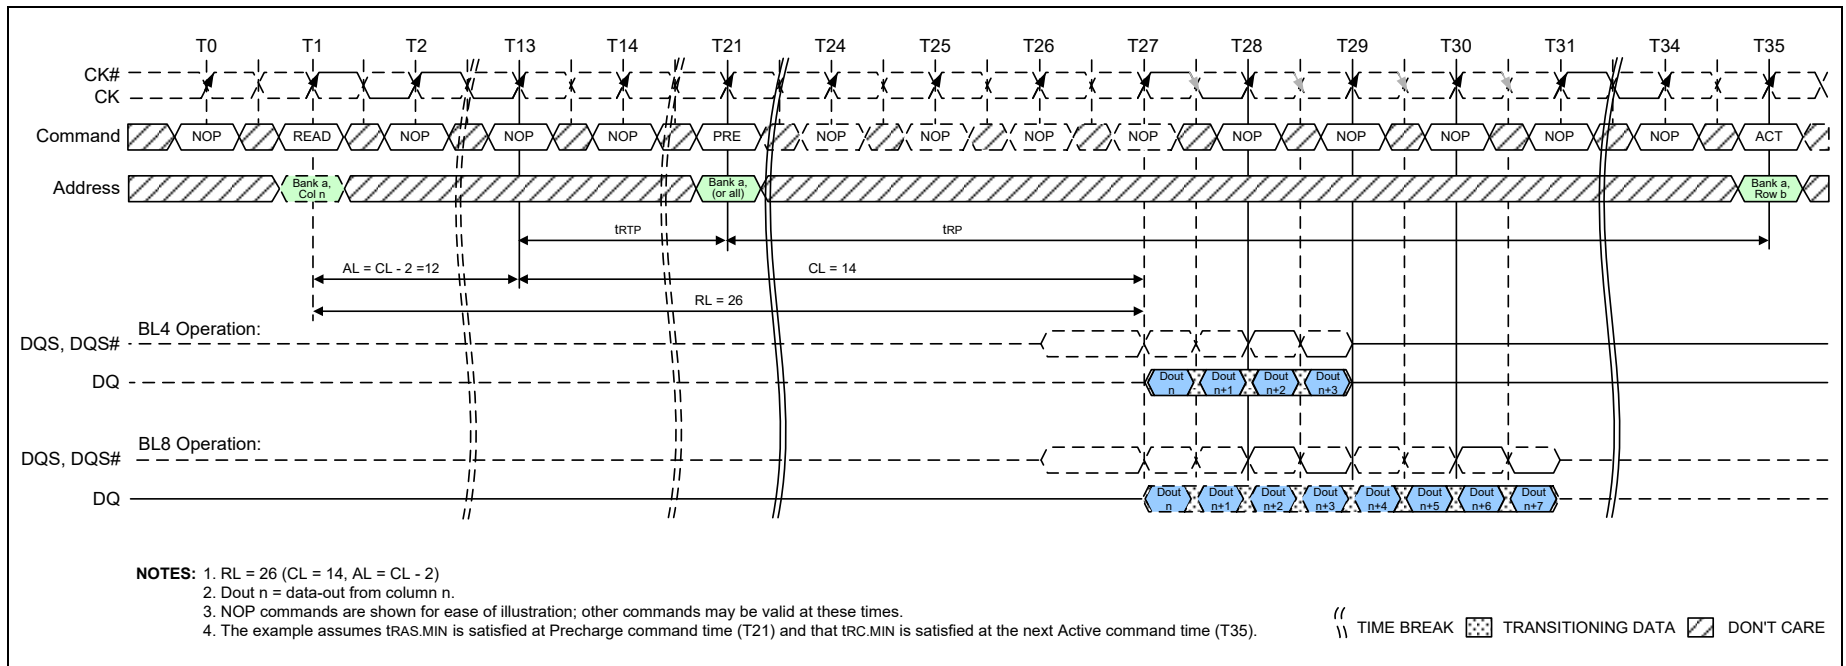 T0 T1 T2 T13 T14 T21 T24 T25 T26 T27 T28 T29 T30 T31 T34 T35
CK#
CK
Command NOP READ NOP NOP NOP PRE NOP NOP NOP NOP NOP NOP NOP NOP NOP ACT
Address Bank a, Col n Bank a, (or all) Bank a, Row b
tRTP tRP
AL = CL - 2 =12 CL = 14
RL = 26
BL4 Operation:
DQS, DQS#
DQ Dout n Dout n+1 Dout n+2 Dout n+3
BL8 Operation:
DQS, DQS#
DQ Dout n Dout n+1 Dout n+2 Dout n+3 Dout n+4 Dout n+5 Dout n+6 Dout n+7
NOTES: 1. RL = 26 (CL = 14, AL = CL - 2)
2. Dout n = data-out from column n.
3. NOP commands are shown for ease of illustration; other commands may be valid at these times.
4. The example assumes tRAS.MIN is satisfied at Precharge command time (T21) and that tRC.MIN is satisfied at the next Active command time (T35).
TIME BREAK TRANSITIONING DATA DON'T CARE